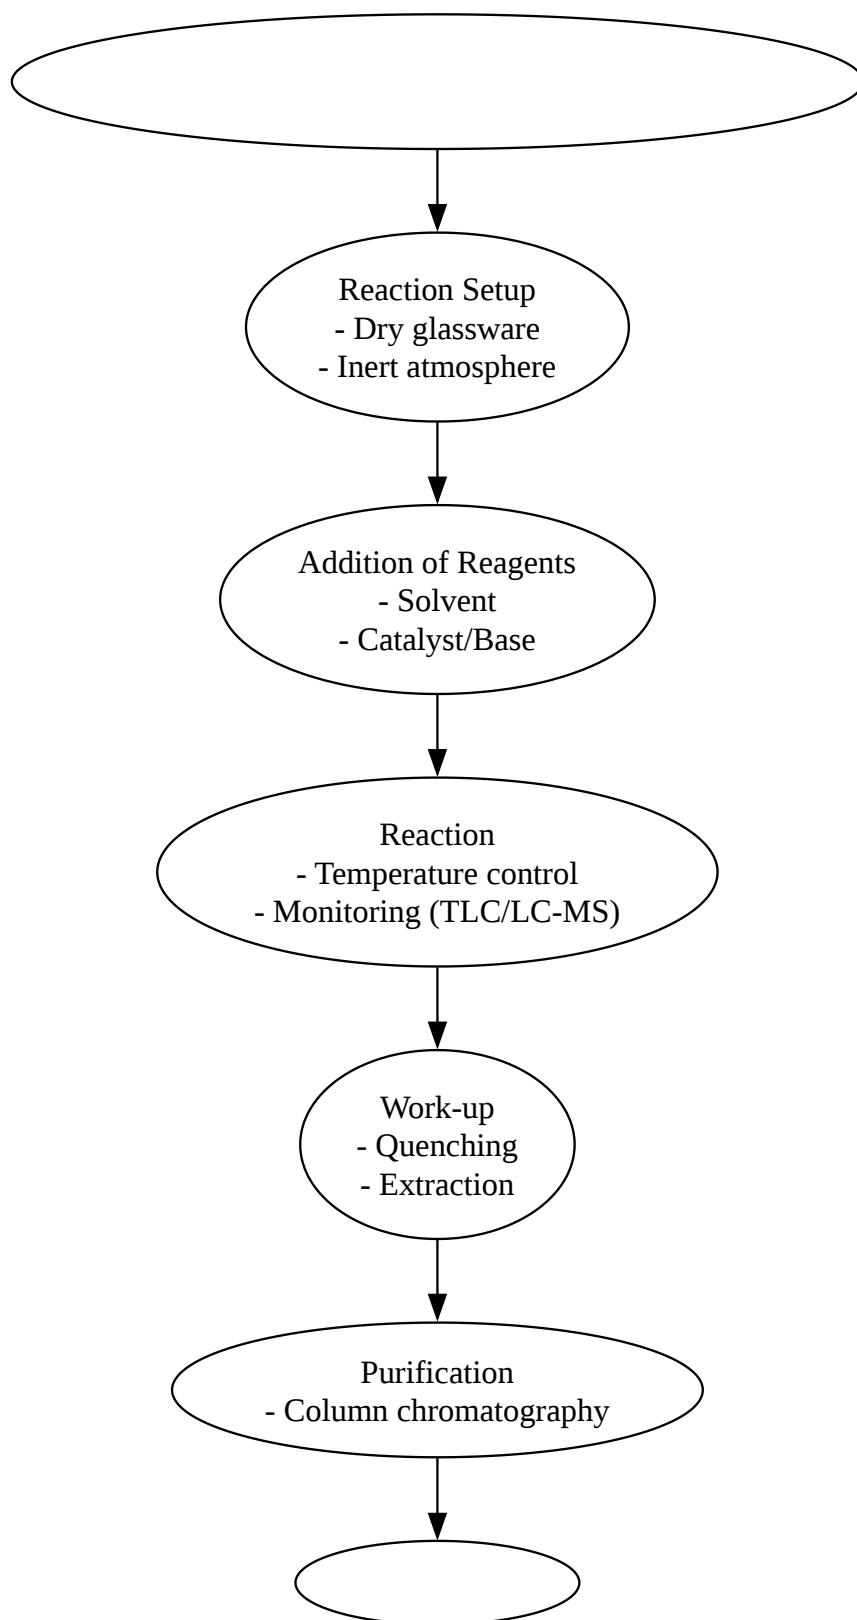 Reaction Setup
- Dry glassware
- Inert atmosphere
Addition of Reagents
- Solvent
- Catalyst/Base
Reaction
- Temperature control
- Monitoring (TLC/LC-MS)
Work-up
- Quenching
- Extraction
Purification
- Column chromatography